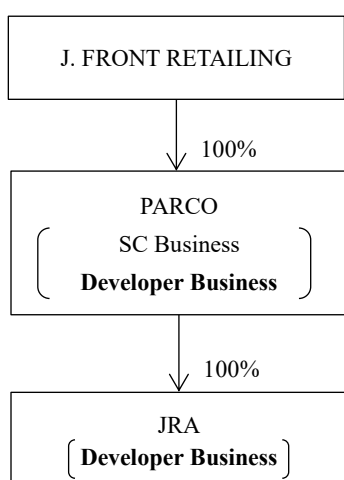 J. FRONT RETAILING
100%
PARCO
SC Business
Developer Business
100%
JRA
Developer Business